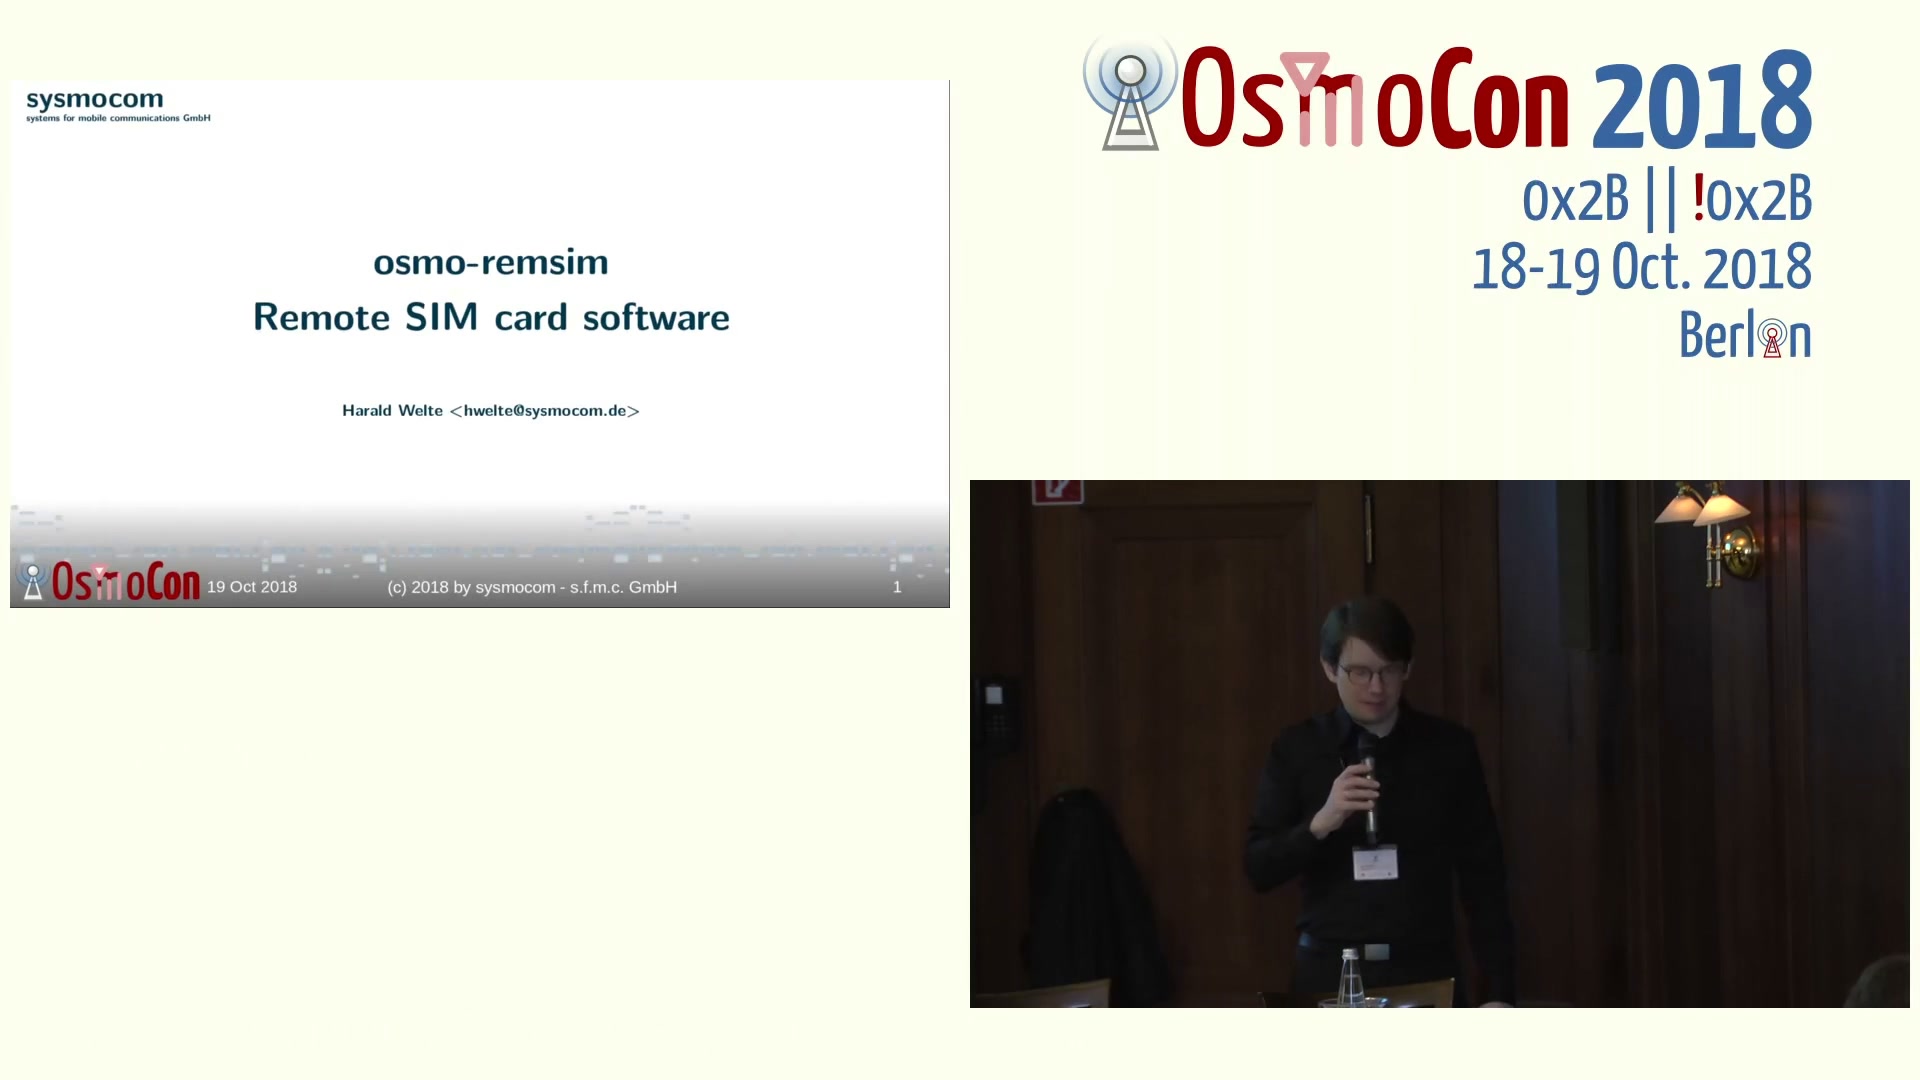 sysmocom
systems for mobile communications GmbH
osmo-remsim
Remote SIM card software
Harald Welte <hwelte@sysmocom.de>
OsmoCon
19 Oct 2018
(c) 2018 by sysmocom - s.f.m.c. GmbH
1
OsmoCon 2018
0x2B || !0x2B
18-19 Oct. 2018
Berlin